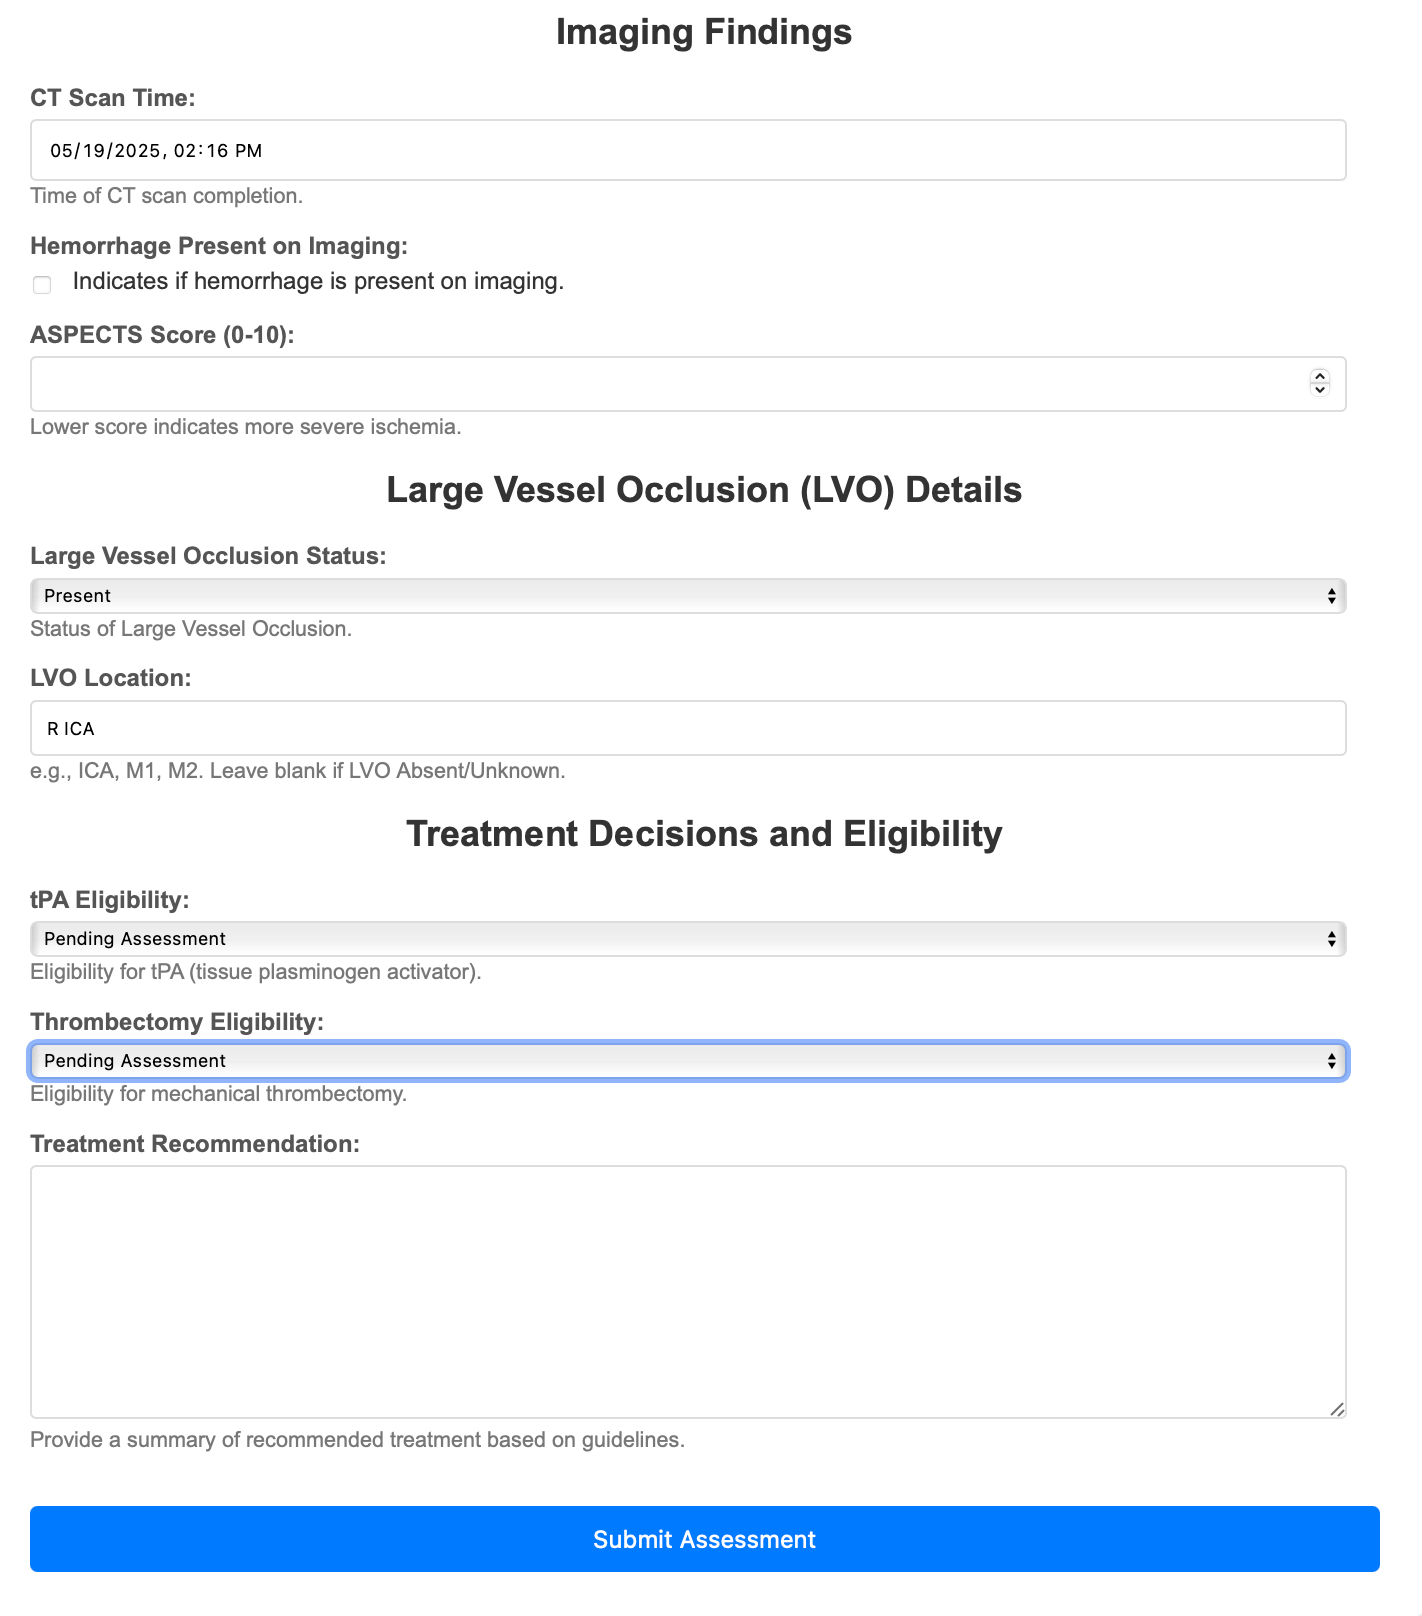 Imaging Findings
CT Scan Time:
05/19/2025, 02:16 PM
Time of CT scan completion.
Hemorrhage Present on Imaging:
Indicates if hemorrhage is present on imaging.
ASPECTS Score (0-10):
Lower score indicates more severe ischemia.
Large Vessel Occlusion (LVO) Details
Large Vessel Occlusion Status:
Present
Status of Large Vessel Occlusion.
LVO Location:
R ICA
e.g., ICA, M1, M2. Leave blank if LVO Absent/Unknown.
Treatment Decisions and Eligibility
tPA Eligibility:
Pending Assessment
Eligibility for tPA (tissue plasminogen activator).
Thrombectomy Eligibility:
Pending Assessment
Eligibility for mechanical thrombectomy.
Treatment Recommendation:
Provide a summary of recommended treatment based on guidelines.
Submit Assessment